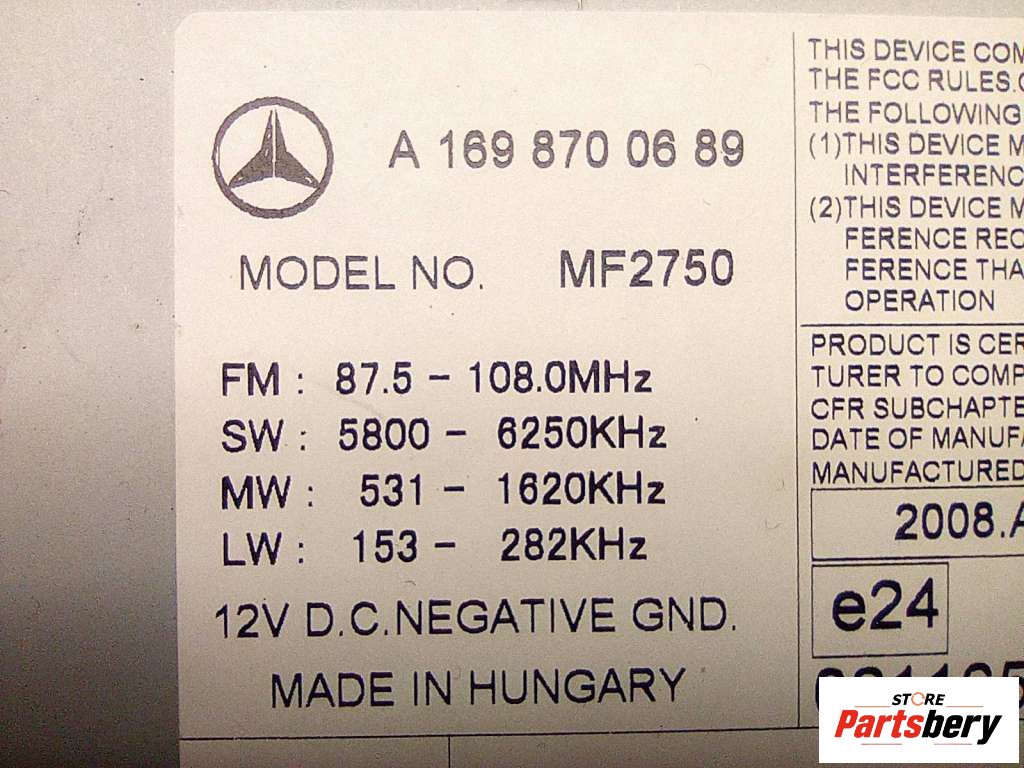 A 169 870 0689
MODEL NO. MF2750
FM : 87.5 - 108.0MHz
SW : 5800 - 6250KHz
MW : 531 - 1620KHz
LW : 153 - 282KHz
12V D.C.NEGATIVE GND.
MADE IN HUNGARY
THIS DEVICE COM
THE FCC RULES.
THE FOLLOWING
(1)THIS DEVICE M
INTERFERENC
(2)THIS DEVICE M
FERENCE REC
FERENCE THA
OPERATION
PRODUCT IS CER
TURER TO COMP
CFR SUBCHAPTE
DATE OF MANUFA
MANUFACTURED
2008.A
e24
STORE
Partsbery